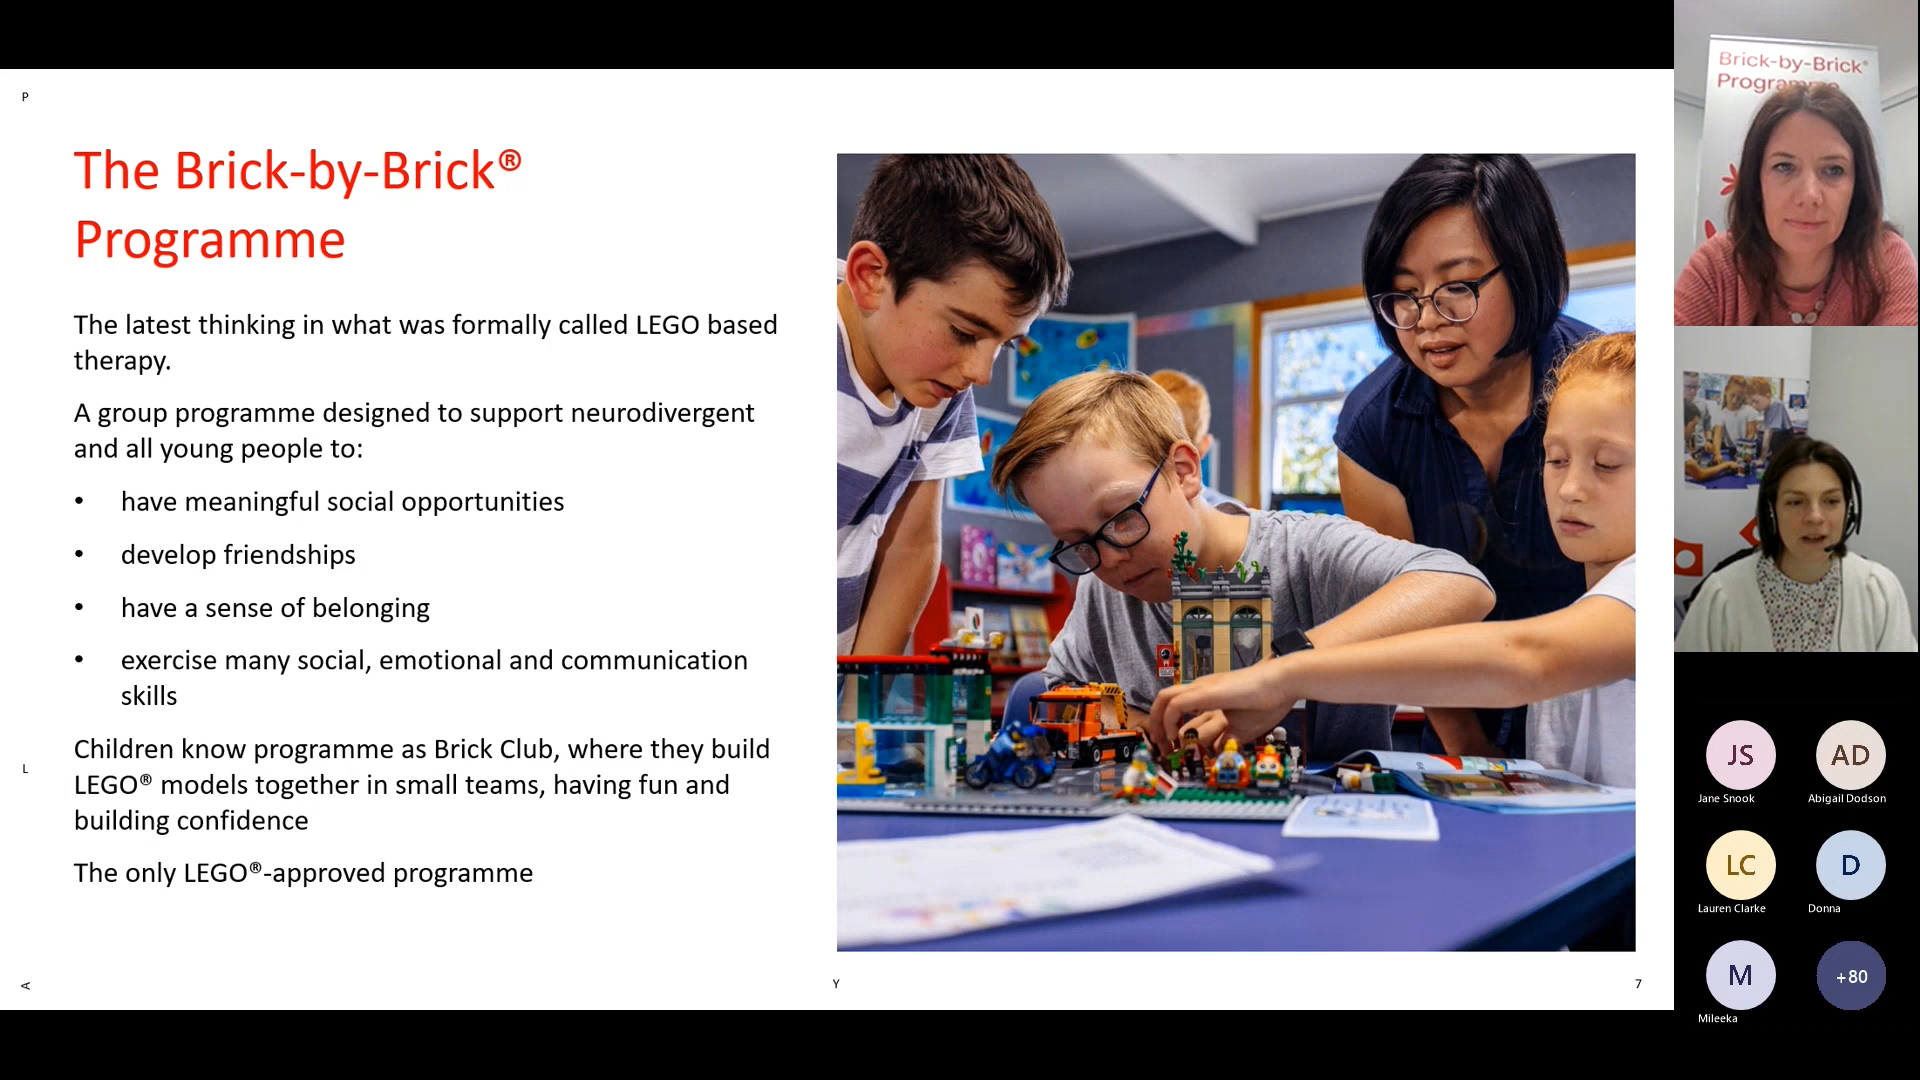 P
The Brick-by-Brick®
Programme
The latest thinking in what was formally called LEGO based
therapy.
A group programme designed to support neurodivergent
and all young people to:
• have meaningful social opportunities
• develop friendships
• have a sense of belonging
• exercise many social, emotional and communication
skills
Children know programme as Brick Club, where they build
LEGO® models together in small teams, having fun and
building confidence
The only LEGO®-approved programme
L
A
Y
7
Brick-by-Brick®
Programme
JS
Jane Snook
AD
Abigail Dodson
LC
Lauren Clarke
D
Donna
M
Mileeka
+80